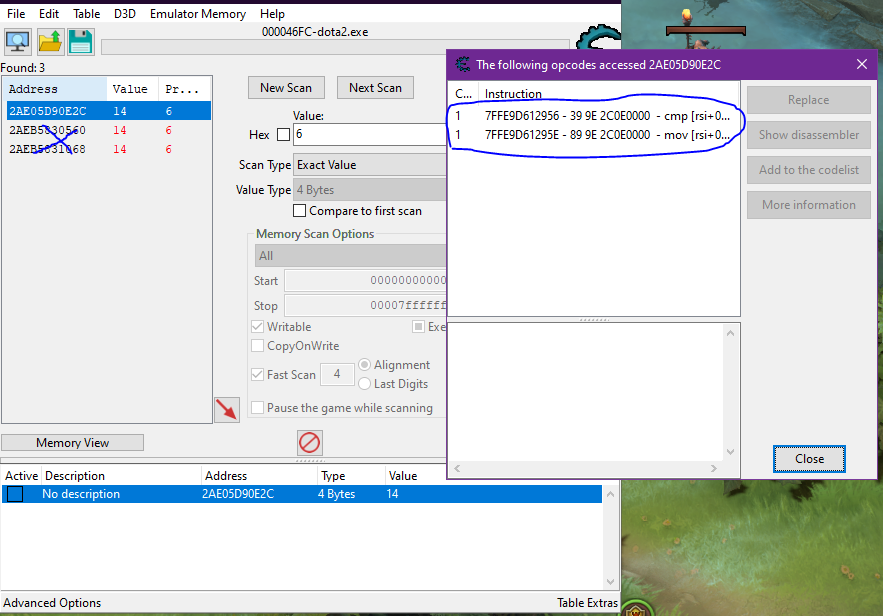 File Edit Table D3D Emulator Memory Help
000046FC-dota2.exe
Found: 3
Address Value Pr...
2AE05D90E2C 14 6
2AEB5830560 14 6
14 6
New Scan Next Scan
Value:
Hex 6
Scan Type Exact Value
Value Type 4 Bytes
Compare to first scan
Memory Scan Options
All
Start 00000000000
Stop 00007ffffff
Writable Exe
CopyOnWrite
Fast Scan 4 Alignment
Last Digits
Pause the game while scanning
Memory View
The following opcodes accessed 2AE05D90E2C
C... Instruction
1 7FFE9D612956 - 39 9E 2C0E0000 - cmp [rsi+0...
1 7FFE9D61295E - 89 9E 2C0E0000 - mov [rsi+0...
Replace
Show disassembler
Add to the codelist
More information
Close
Active Description Address Type Value
No description 2AE05D90E2C 4 Bytes 14
Advanced Options Table Extras